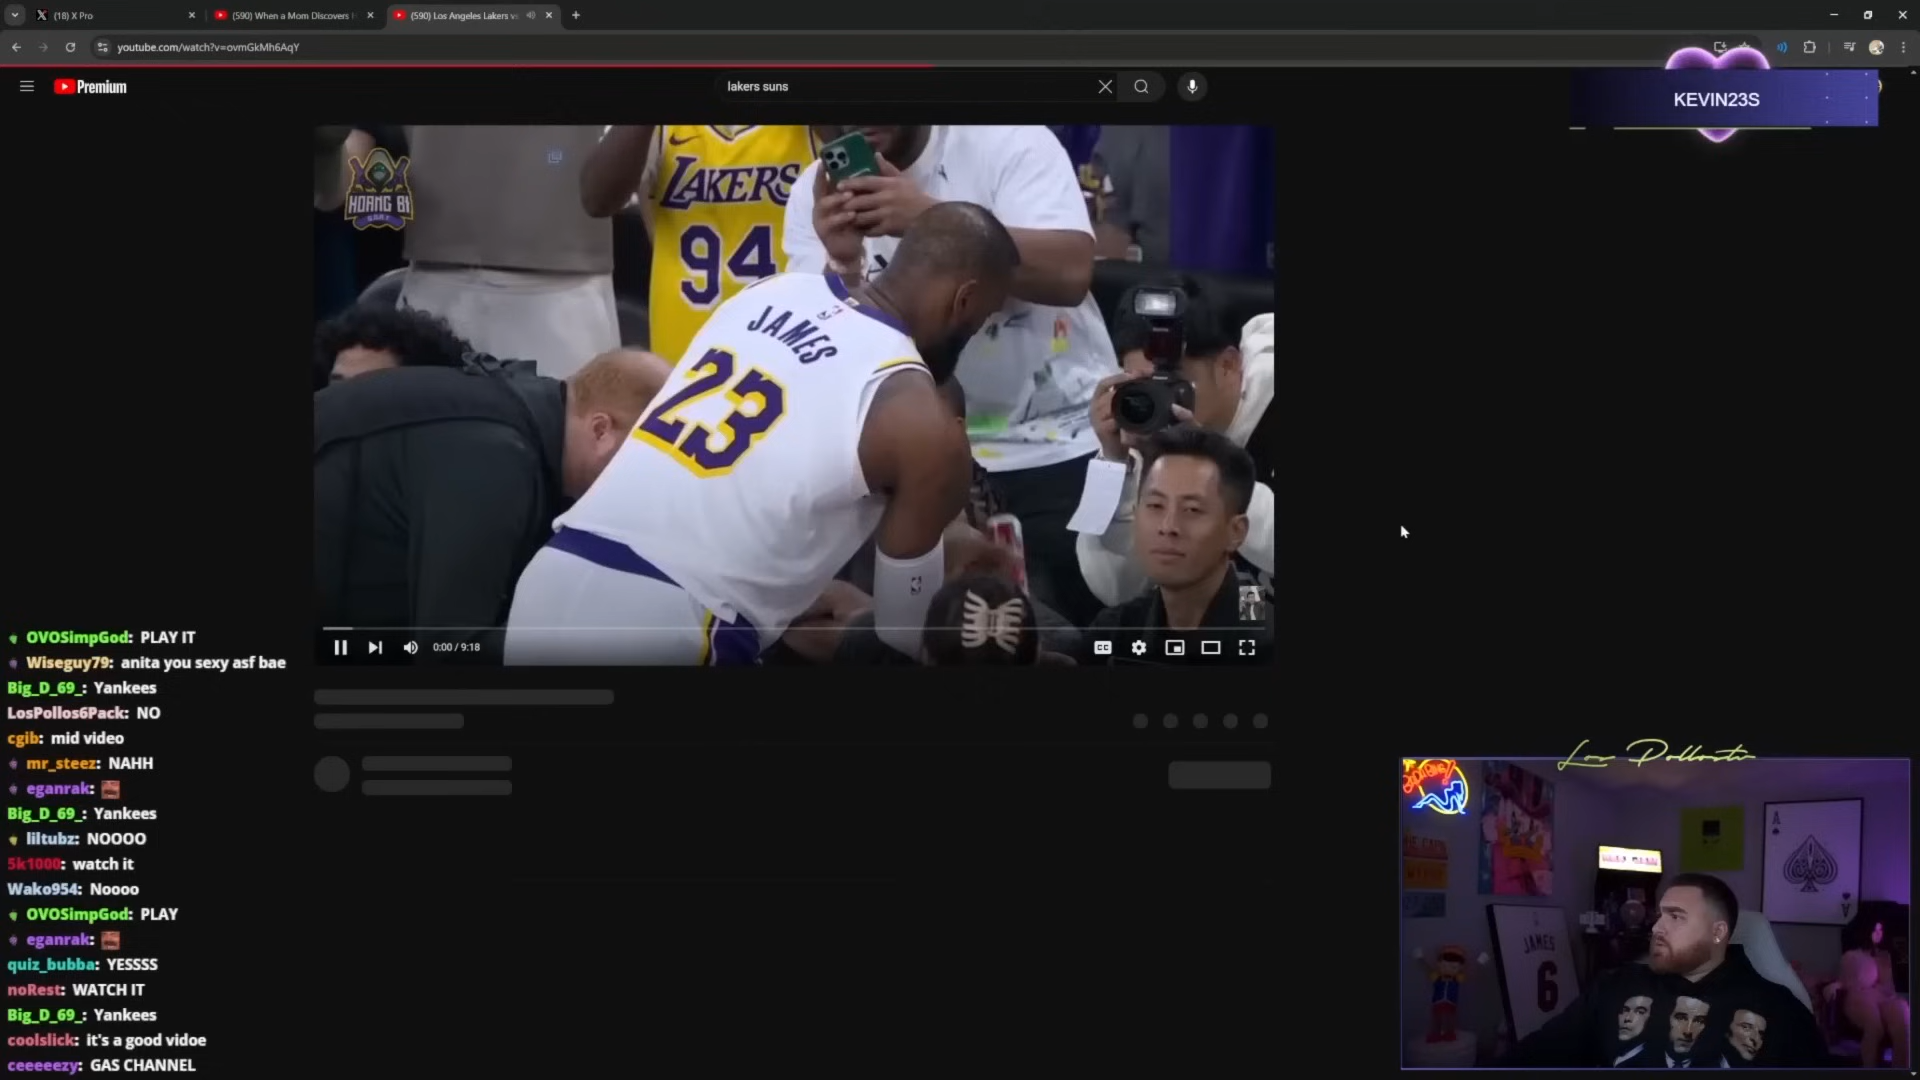 (18) X Pro
(590) When a Mom Discovers
(590) Los Angeles Lakers vs
youtube.com/watch?v=ovmGkMh6AqY
Premium
lakers suns
KEVIN23S
HOANG BI
LAKERS
94
JAMES
23
0:00 / 9:18
CC
OVOSimpGod: PLAY IT
Wiseguy79: anita you sexy asf bae
Big_D_69_: Yankees
LosPollos6Pack: NO
cgib: mid video
mr_steez: NAHH
eganrak:
Big_D_69_: Yankees
liltubz: NOOOO
5k1000: watch it
Wako954: Noooo
OVOSimpGod: PLAY
eganrak:
quiz_bubba: YESSSS
noRest: WATCH IT
Big_D_69_: Yankees
coolslick: it's a good vidoe
ceeeeezy: GAS CHANNEL
A
JAMES
6
A